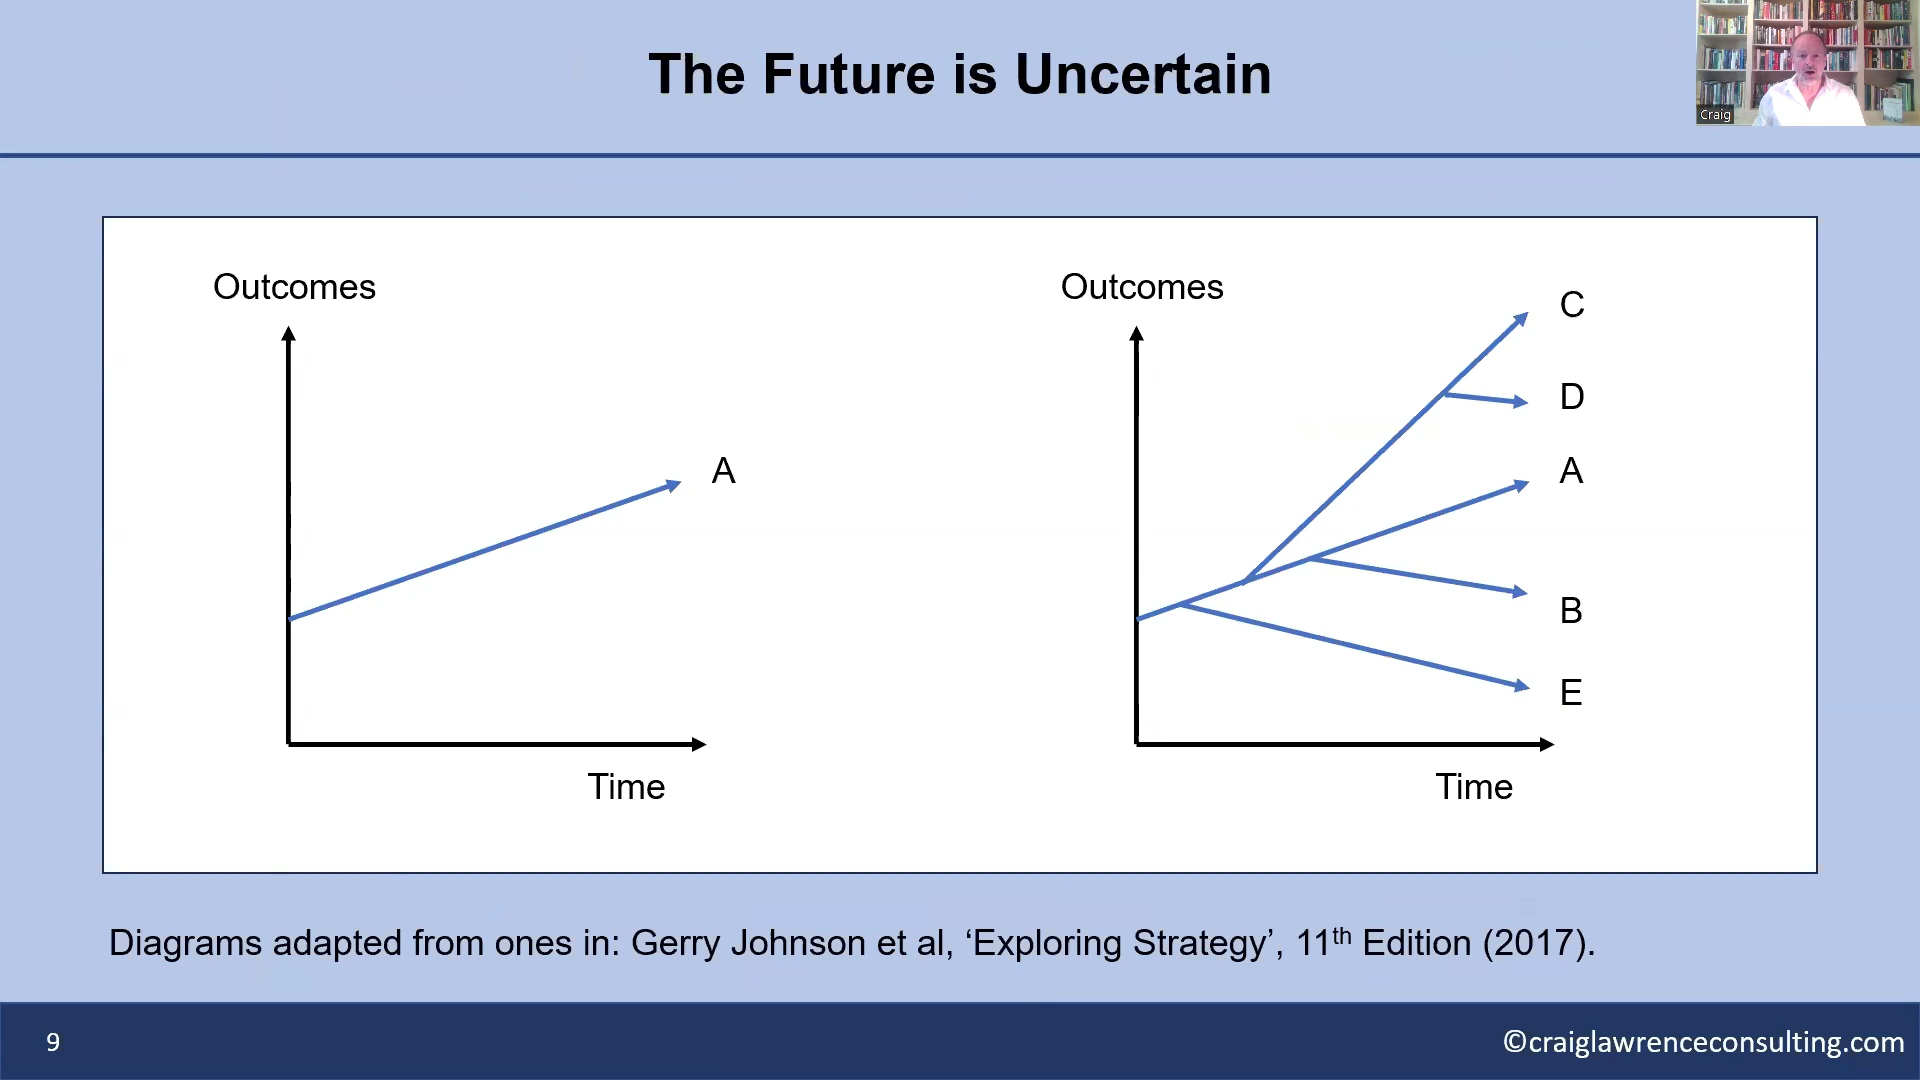 The Future is Uncertain
Craig
Outcomes
A
Time
Outcomes
C
D
A
B
E
Time
Diagrams adapted from ones in: Gerry Johnson et al, ‘Exploring Strategy’, 11th Edition (2017).
9
©craiglawrenceconsulting.com